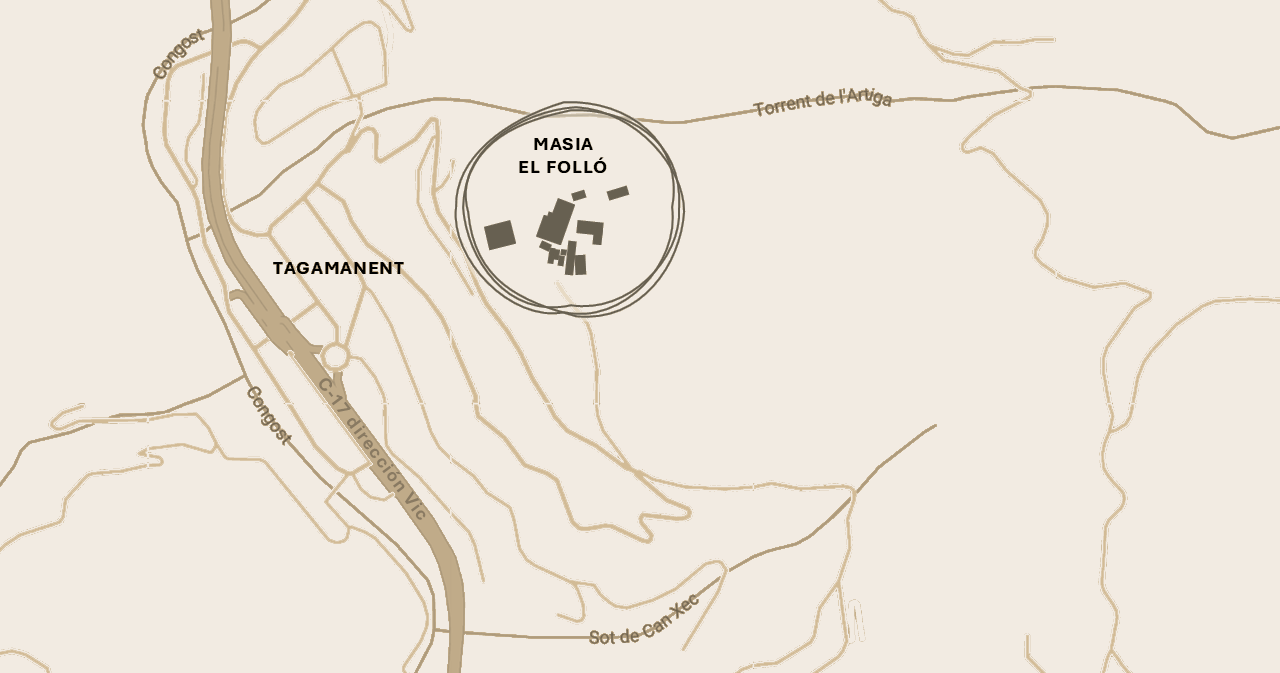 Congost
Torrent de l'Artiga
MASIA
EL FOLLÓ
TAGAMANENT
C-17 dirección Vic
Congost
Sot de Can Xec